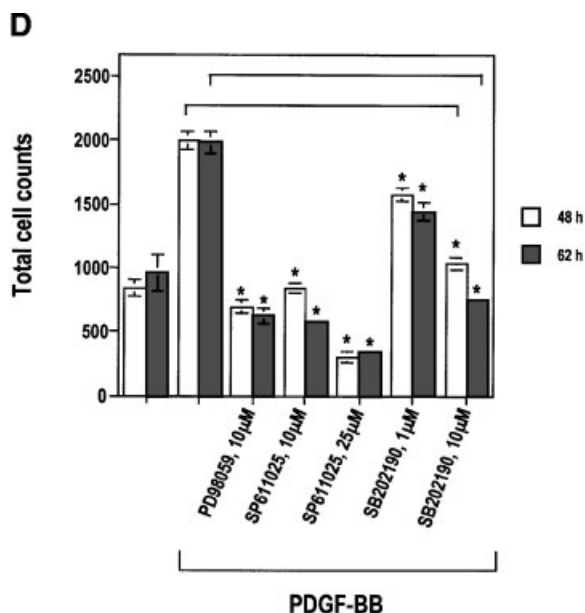 D
Total cell counts
2500
2000
1500
1000
500
0
* * * * * * * * * *
48 h
62 h
PD98059, 10µM
SP611025, 10µM
SP611025, 25µM
SB202190, 1µM
SB202190, 10µM
PDGF-BB